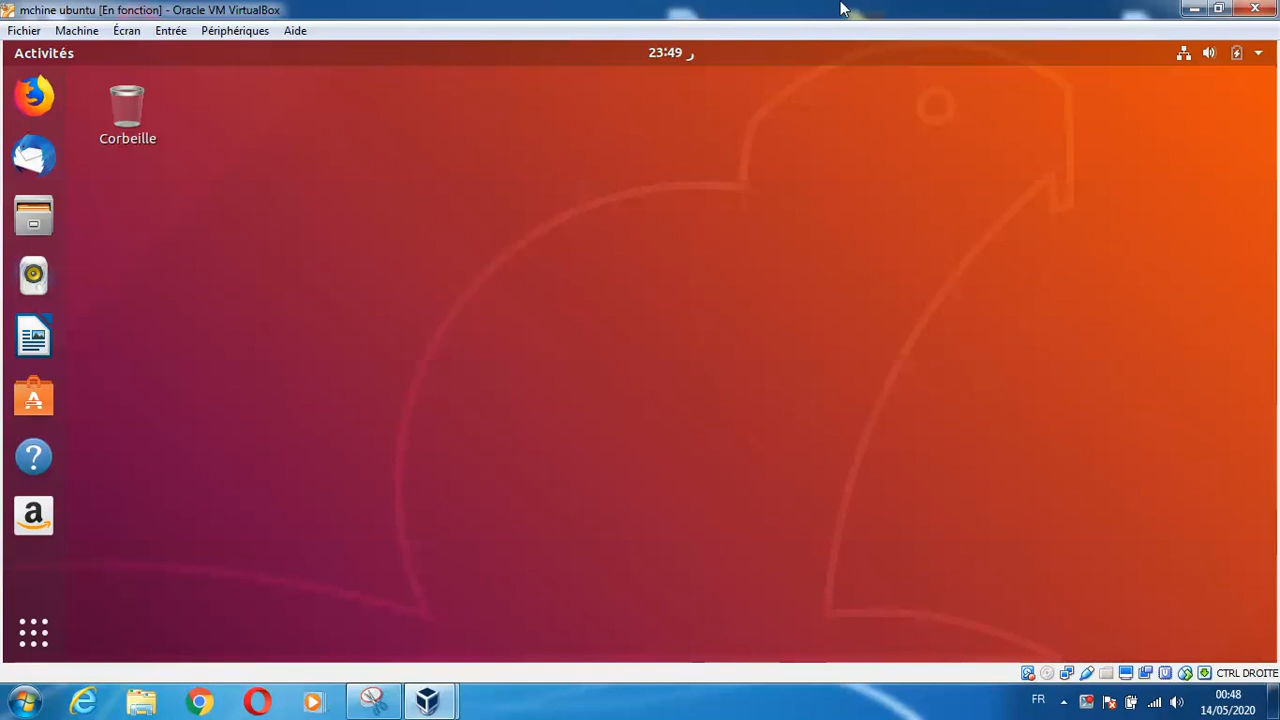 mchine ubuntu [En fonction] - Oracle VM VirtualBox
Fichier Machine Écran Entrée Périphériques Aide
Activités
23:49 ر
Corbeille
CTRL DROITE
FR
00:48
14/05/2020